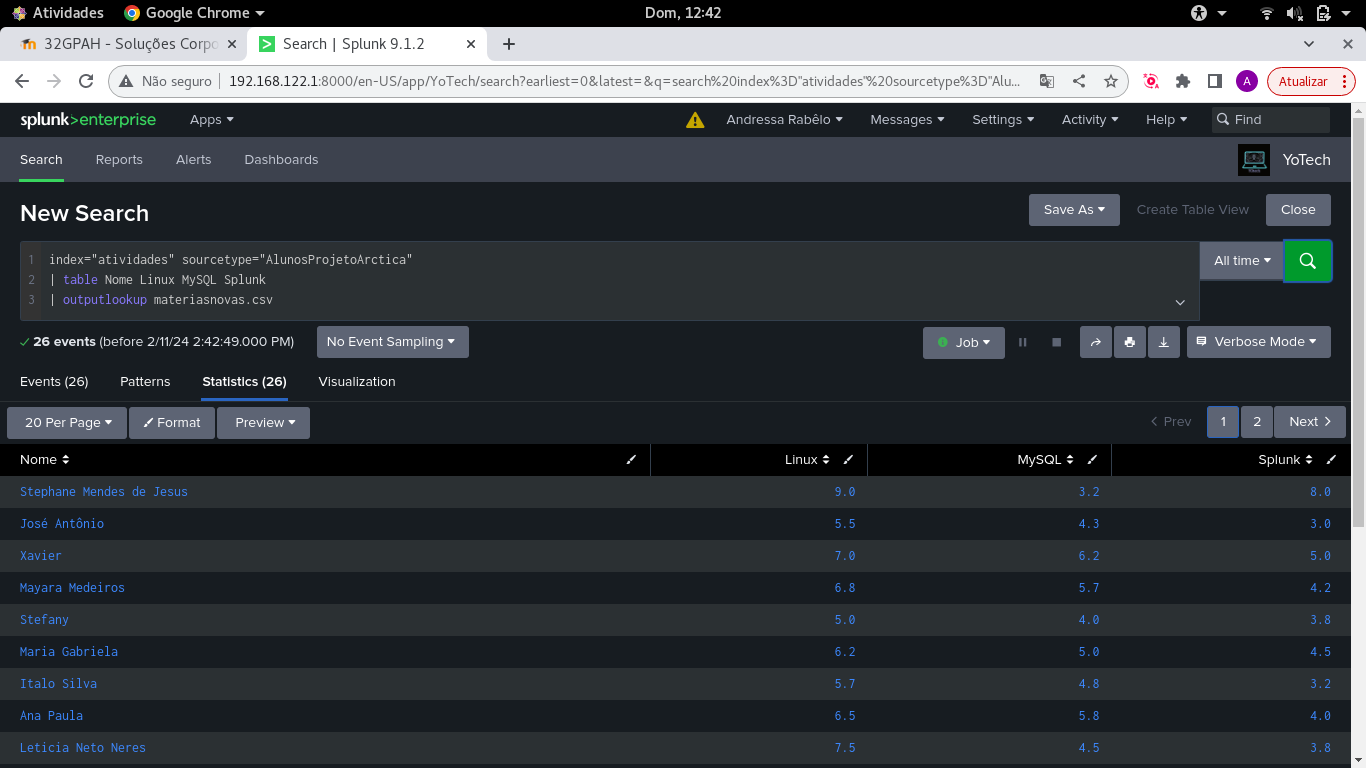 Atividades Google Chrome Dom, 12:42
32GPAH - Soluções Corpo Search | Splunk 9.1.2
Não seguro 192.168.122.1:8000/en-US/app/YoTech/search?earliest=0&latest=&q=search%20index%3D"atividades"%20sourcetype%3D"Alu... A Atualizar
splunk>enterprise Apps Andressa Rabêlo Messages Settings Activity Help Find
Search Reports Alerts Dashboards YoTech
New Search Save As Create Table View Close
1 index="atividades" sourcetype="AlunosProjetoArctica"
2 | table Nome Linux MySQL Splunk
3 | outputlookup materiasnovas.csv
All time
26 events (before 2/11/24 2:42:49.000 PM) No Event Sampling Job Verbose Mode
Events (26) Patterns Statistics (26) Visualization
20 Per Page Format Preview Prev 1 2 Next
Nome Linux MySQL Splunk
Stephane Mendes de Jesus 9.0 3.2 8.0
José Antônio 5.5 4.3 3.0
Xavier 7.0 6.2 5.0
Mayara Medeiros 6.8 5.7 4.2
Stefany 5.0 4.0 3.8
Maria Gabriela 6.2 5.0 4.5
Italo Silva 5.7 4.8 3.2
Ana Paula 6.5 5.8 4.0
Leticia Neto Neres 7.5 4.5 3.8